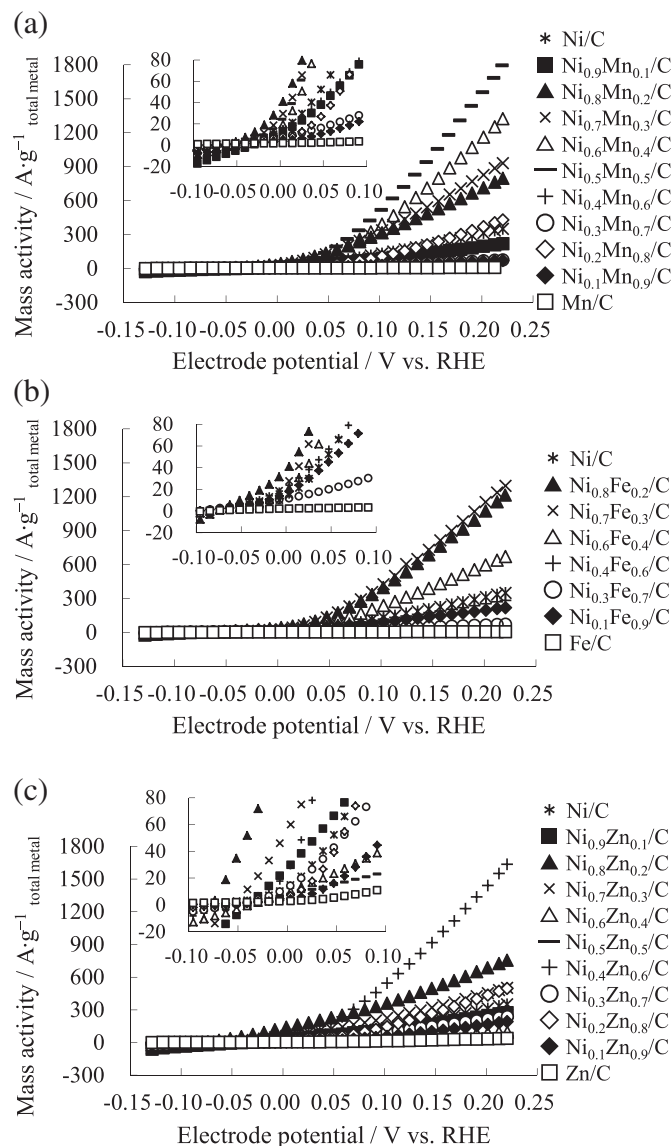 (a)
Mass activity / A·g⁻¹ total metal
1800
1500
1200
900
600
300
0
-300
-0.15 -0.10 -0.05 0.00 0.05 0.10 0.15 0.20 0.25
Electrode potential / V vs. RHE
80
60
40
20
0
-20
-0.10 -0.05 0.00 0.05 0.10
Ni/C
Ni0.9Mn0.1/C
Ni0.8Mn0.2/C
Ni0.7Mn0.3/C
Ni0.6Mn0.4/C
Ni0.5Mn0.5/C
Ni0.4Mn0.6/C
Ni0.3Mn0.7/C
Ni0.2Mn0.8/C
Ni0.1Mn0.9/C
Mn/C
(b)
Mass activity / A·g⁻¹ total metal
1800
1500
1200
900
600
300
0
-300
-0.15 -0.10 -0.05 0.00 0.05 0.10 0.15 0.20 0.25
Electrode potential / V vs. RHE
80
60
40
20
0
-20
-0.10 -0.05 0.00 0.05 0.10
Ni/C
Ni0.8Fe0.2/C
Ni0.7Fe0.3/C
Ni0.6Fe0.4/C
Ni0.4Fe0.6/C
Ni0.3Fe0.7/C
Ni0.1Fe0.9/C
Fe/C
(c)
Mass activity / A·g⁻¹ total metal
1800
1500
1200
900
600
300
0
-300
-0.15 -0.10 -0.05 0.00 0.05 0.10 0.15 0.20 0.25
Electrode potential / V vs. RHE
80
60
40
20
0
-20
-0.10 -0.05 0.00 0.05 0.10
Ni/C
Ni0.9Zn0.1/C
Ni0.8Zn0.2/C
Ni0.7Zn0.3/C
Ni0.6Zn0.4/C
Ni0.5Zn0.5/C
Ni0.4Zn0.6/C
Ni0.3Zn0.7/C
Ni0.2Zn0.8/C
Ni0.1Zn0.9/C
Zn/C